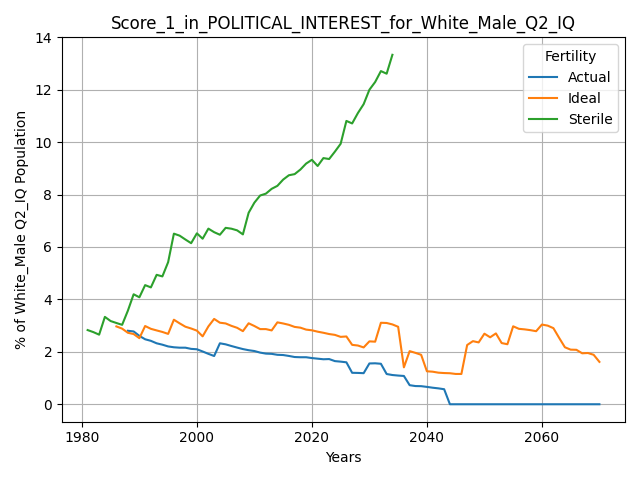 Score_1_in_POLITICAL_INTEREST_for_White_Male_Q2_IQ
% of White_Male Q2_IQ Population
14
12
10
8
6
4
2
0
Fertility
Actual
Ideal
Sterile
1980 2000 2020 2040 2060
Years